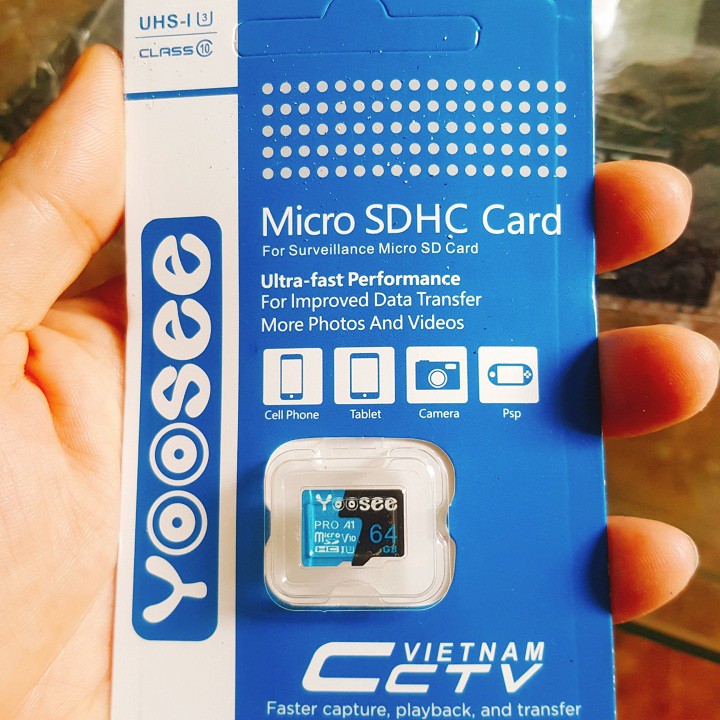 UHS-I 3
CLASS 10
Yoosee
Micro SDHC Card
For Surveillance Micro SD Card
Ultra-fast Performance
For Improved Data Transfer
More Photos And Videos
Cell Phone
Tablet
Camera
Psp
Yoosee
PRO A1
micro SD V10
64
HC I U
GB
VIETNAM
CCTV
Faster capture, playback, and transfer